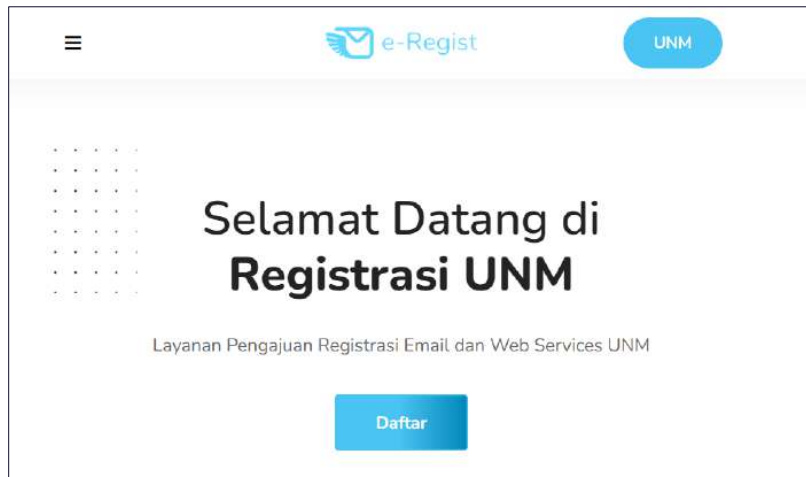 e-Regist
UNM
Selamat Datang di
Registrasi UNM
Layanan Pengajuan Registrasi Email dan Web Services UNM
Daftar